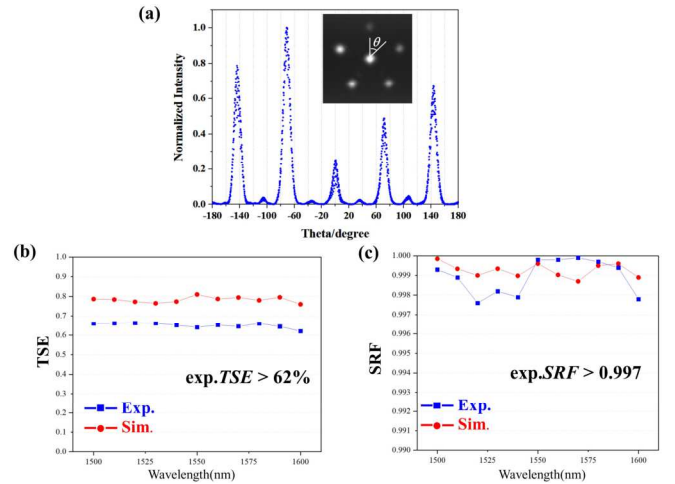 (a)
Normalized Intensity
1.0
0.8
0.6
0.4
0.2
0.0
θ
-180 -140 -100 -60 -20 20 60 100 140 180
Theta/degree
(b)
TSE
1.0
0.9
0.8
0.7
0.6
0.5
0.4
0.3
0.2
0.1
0.0
exp.TSE > 62%
Exp.
Sim.
1500 1525 1550 1575 1600
Wavelength(nm)
(c)
SRF
1.000
0.999
0.998
0.997
0.996
0.995
0.994
0.993
0.992
0.991
0.990
exp.SRF > 0.997
Exp.
Sim.
1500 1520 1540 1560 1580 1600
Wavelength(nm)